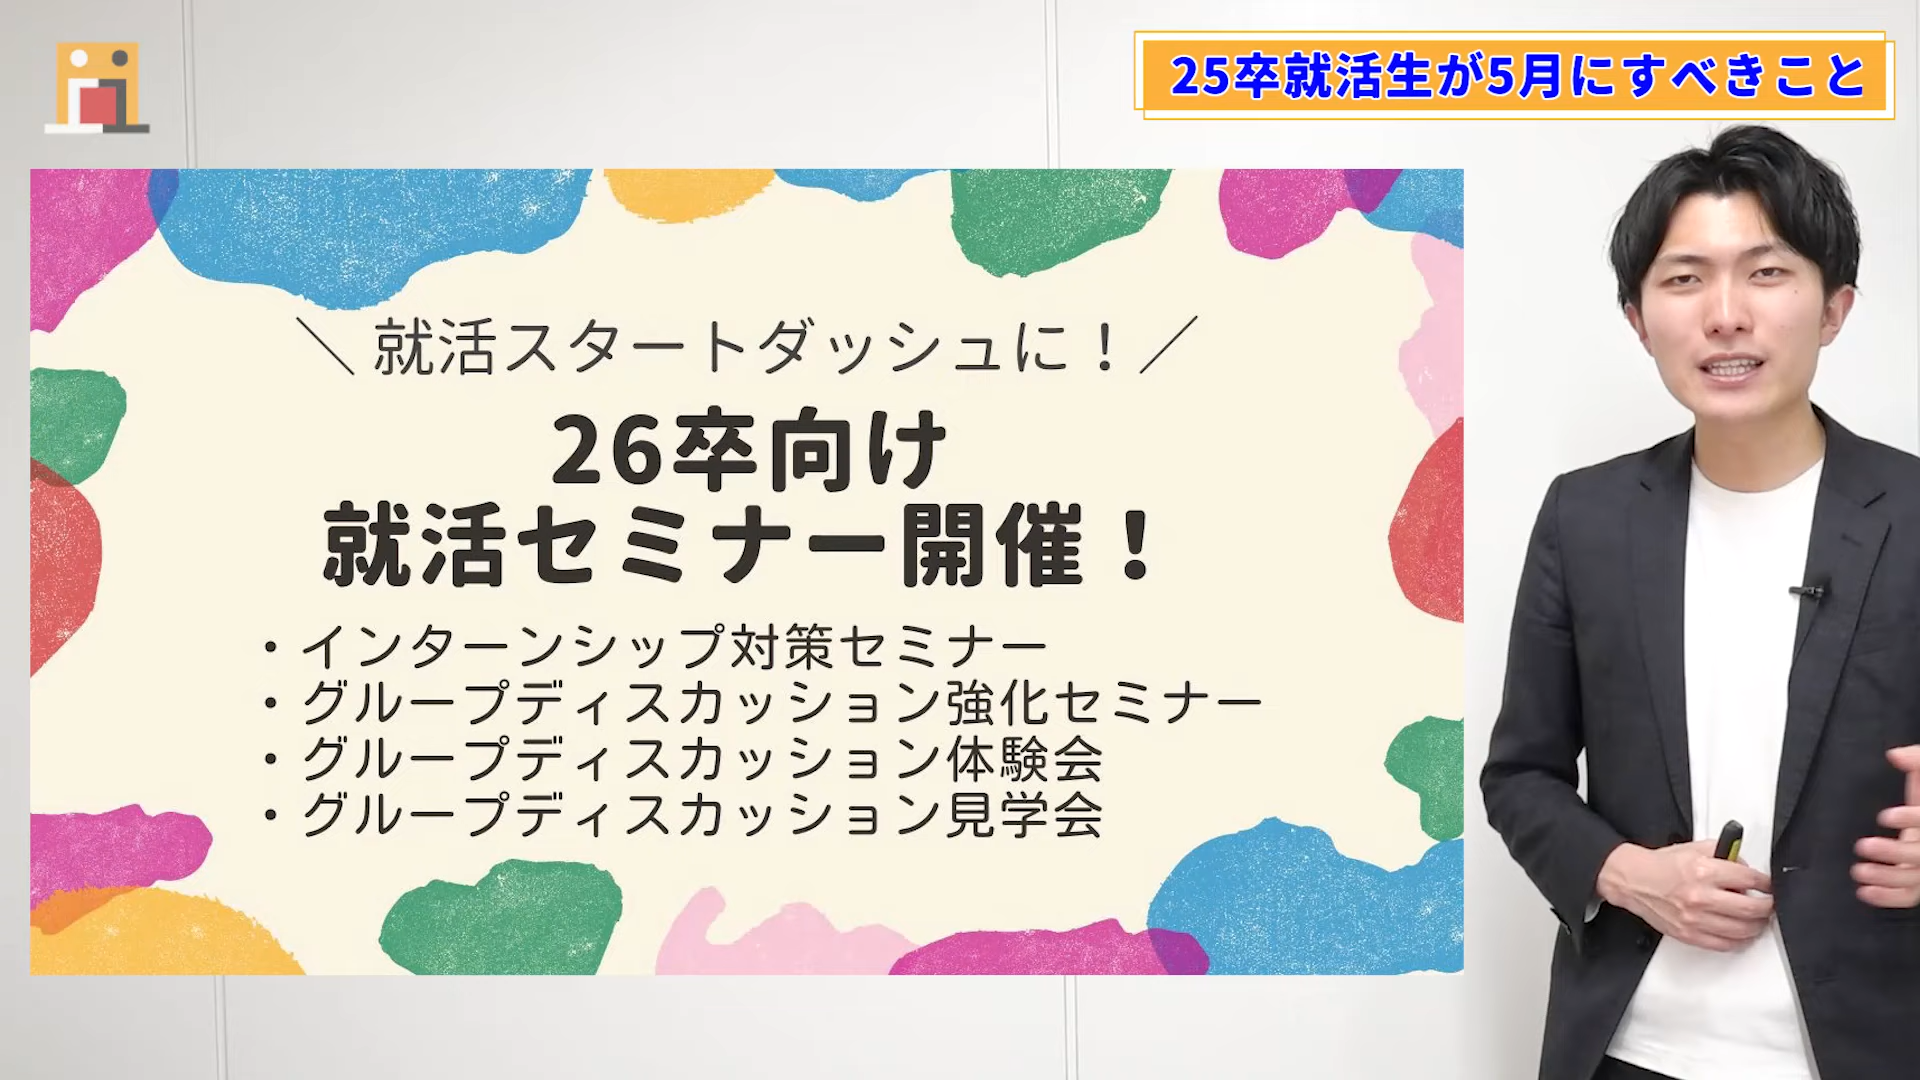 25卒就活生が5月にすべきこと
＼ 就活スタートダッシュに！／
26卒向け
就活セミナー開催！
・インターンシップ対策セミナー
・グループディスカッション強化セミナー
・グループディスカッション体験会
・グループディスカッション見学会